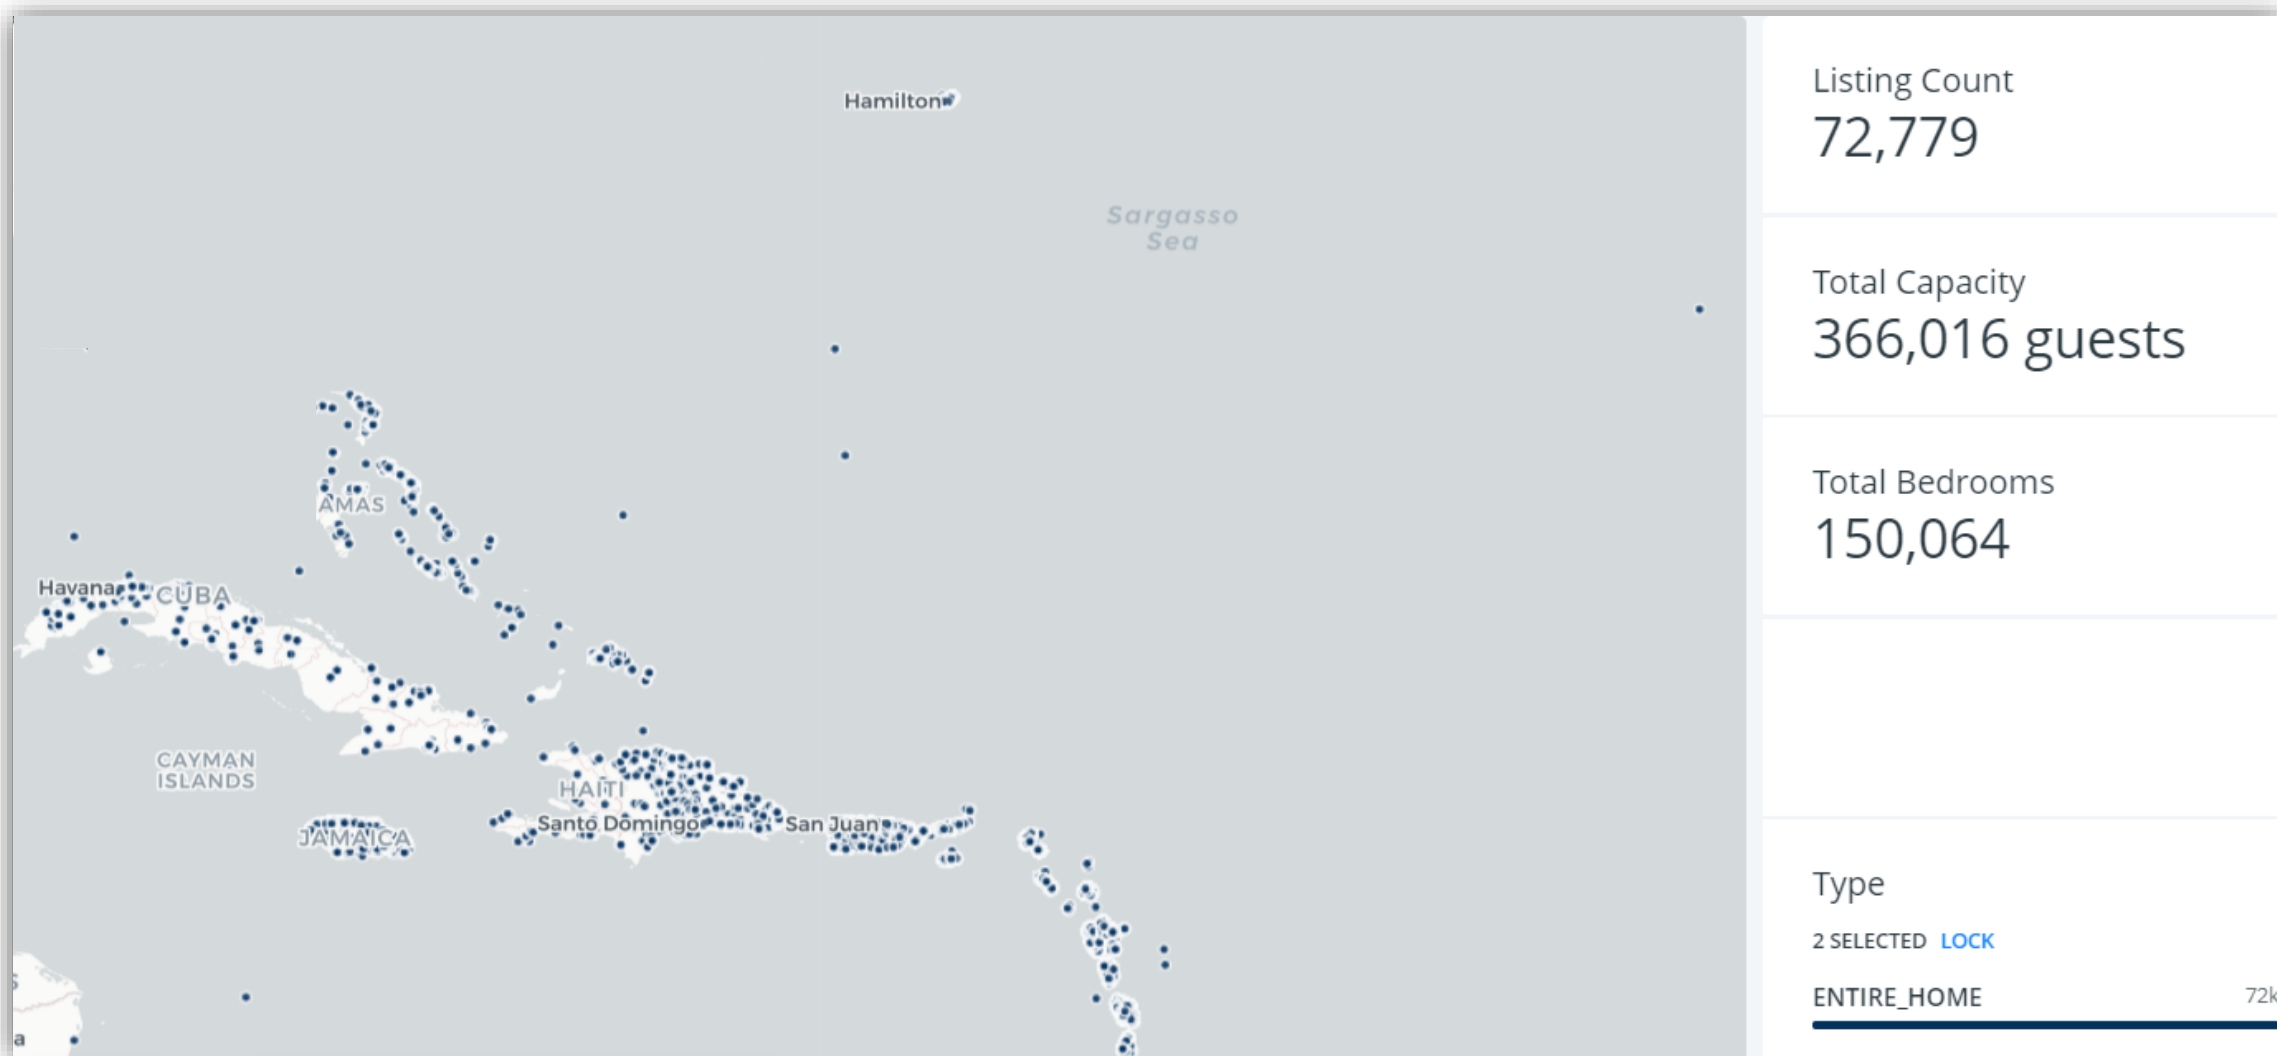 Hamilton
Sargasso
Sea
AMAS
Havana
CUBA
CAYMAN
ISLANDS
JAMAICA
HAITI
Santo Domingo
San Juan
a
Listing Count
72,779
Total Capacity
366,016 guests
Total Bedrooms
150,064
Type
2 SELECTED LOCK
ENTIRE_HOME 72k